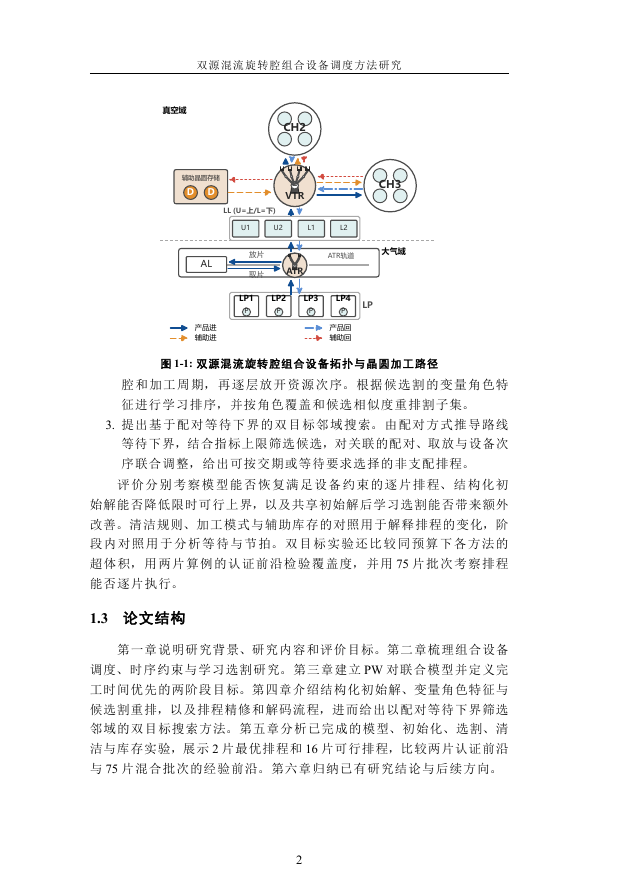 双源混流旋转腔组合设备调度方法研究
真空域
CH2
辅助晶圆存储
D D
VTR
CH3
LL (U=上/L=下)
U1 U2 L1 L2
大气域
放片
ATR轨道
AL
ATR
取片
LP1 LP2 LP3 LP4
LP
P P P P
产品进 产品回
辅助进 辅助回
图 1-1: 双源混流旋转腔组合设备拓扑与晶圆加工路径
腔和加工周期，再逐层放开资源次序。根据候选割的变量角色特
征进行学习排序，并按角色覆盖和候选相似度重排割子集。
3. 提出基于配对等待下界的双目标邻域搜索。由配对方式推导路线
等待下界，结合指标上限筛选候选，对关联的配对、取放与设备次
序联合调整，给出可按交期或等待要求选择的非支配排程。
评价分别考察模型能否恢复满足设备约束的逐片排程、结构化初
始解能否降低限时可行上界，以及共享初始解后学习选割能否带来额外
改善。清洁规则、加工模式与辅助库存的对照用于解释排程的变化，阶
段内对照用于分析等待与节拍。双目标实验还比较同预算下各方法的
超体积，用两片算例的认证前沿检验覆盖度，并用 75 片批次考察排程
能否逐片执行。
1.3 论文结构
第一章说明研究背景、研究内容和评价目标。第二章梳理组合设备
调度、时序约束与学习选割研究。第三章建立 PW 对联合模型并定义完
工时间优先的两阶段目标。第四章介绍结构化初始解、变量角色特征与
候选割重排，以及排程精修和解码流程，进而给出以配对等待下界筛选
邻域的双目标搜索方法。第五章分析已完成的模型、初始化、选割、清
洁与库存实验，展示 2 片最优排程和 16 片可行排程，比较两片认证前沿
与 75 片混合批次的经验前沿。第六章归纳已有研究结论与后续方向。
2